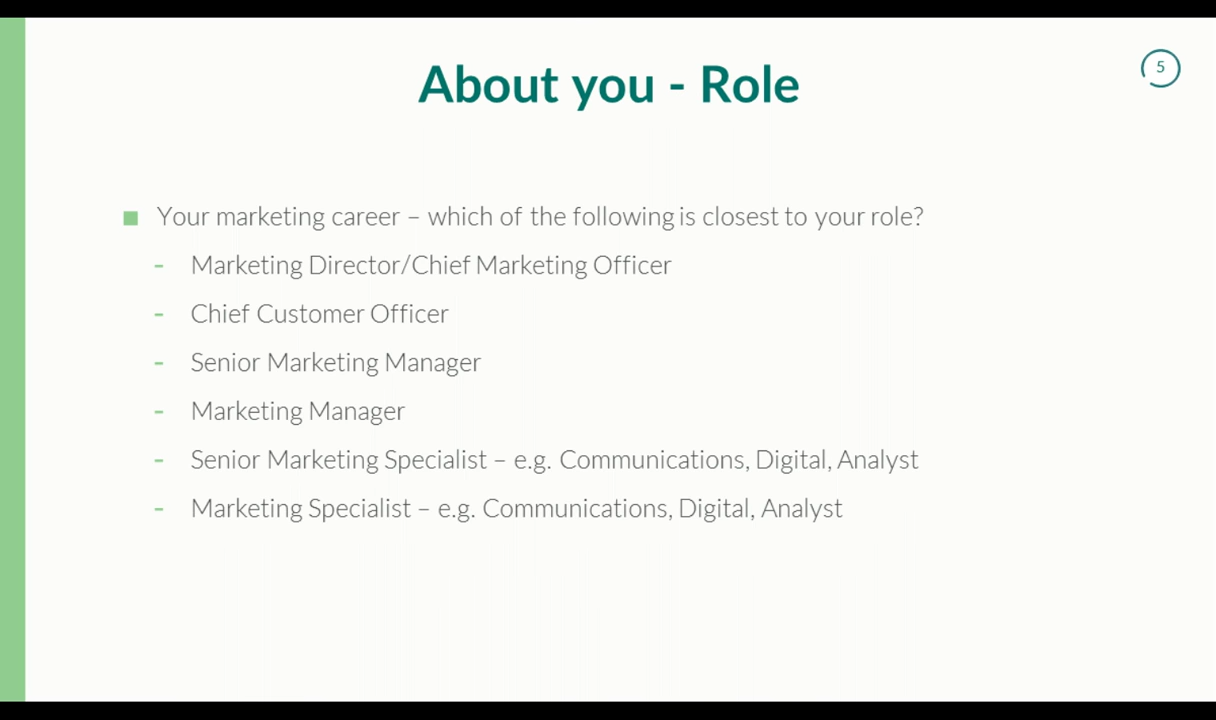 About you - Role
5
Your marketing career – which of the following is closest to your role?
- Marketing Director/Chief Marketing Officer
- Chief Customer Officer
- Senior Marketing Manager
- Marketing Manager
- Senior Marketing Specialist – e.g. Communications, Digital, Analyst
- Marketing Specialist – e.g. Communications, Digital, Analyst